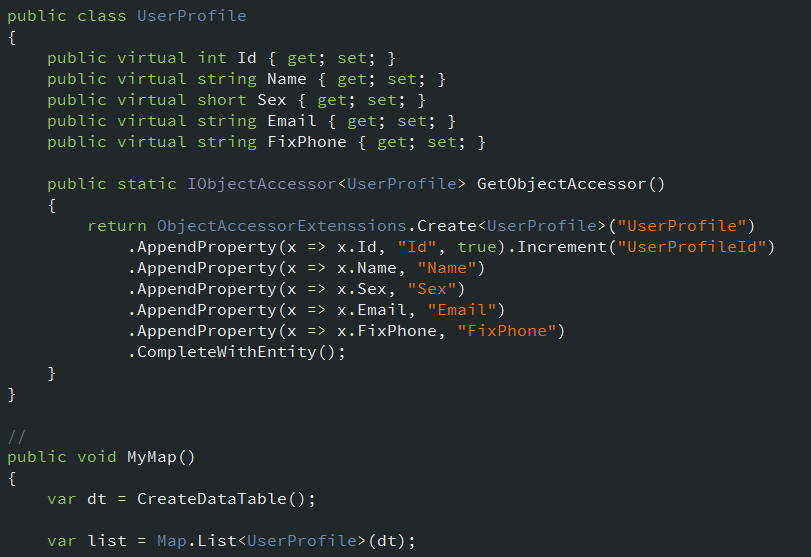 public class UserProfile
{
    public virtual int Id { get; set; }
    public virtual string Name { get; set; }
    public virtual short Sex { get; set; }
    public virtual string Email { get; set; }
    public virtual string FixPhone { get; set; }
    public static IObjectAccessor<UserProfile> GetObjectAccessor()
    {
        return ObjectAccessorExtenssions.Create<UserProfile>("UserProfile")
            .AppendProperty(x => x.Id, "Id", true).Increment("UserProfileId")
            .AppendProperty(x => x.Name, "Name")
            .AppendProperty(x => x.Sex, "Sex")
            .AppendProperty(x => x.Email, "Email")
            .AppendProperty(x => x.FixPhone, "FixPhone")
            .CompleteWithEntity();
    }
}
//
public void MyMap()
{
    var dt = CreateDataTable();
    var list = Map.List<UserProfile>(dt);